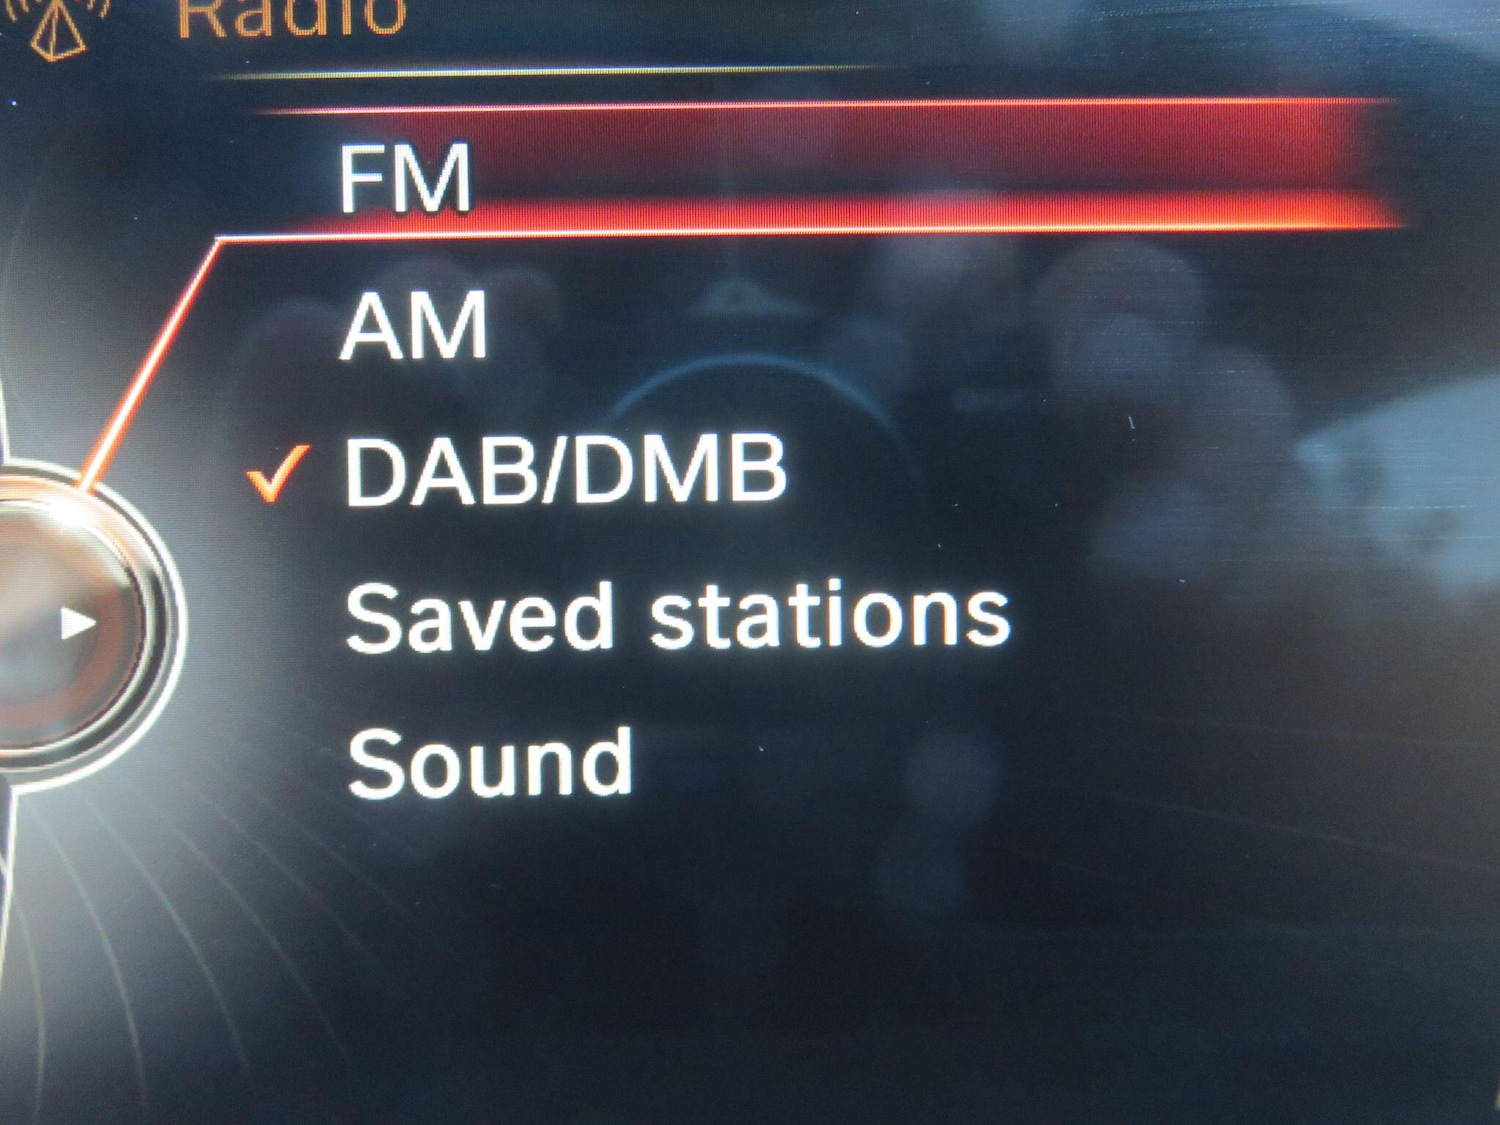 Radio
FM
AM
DAB/DMB
Saved stations
Sound